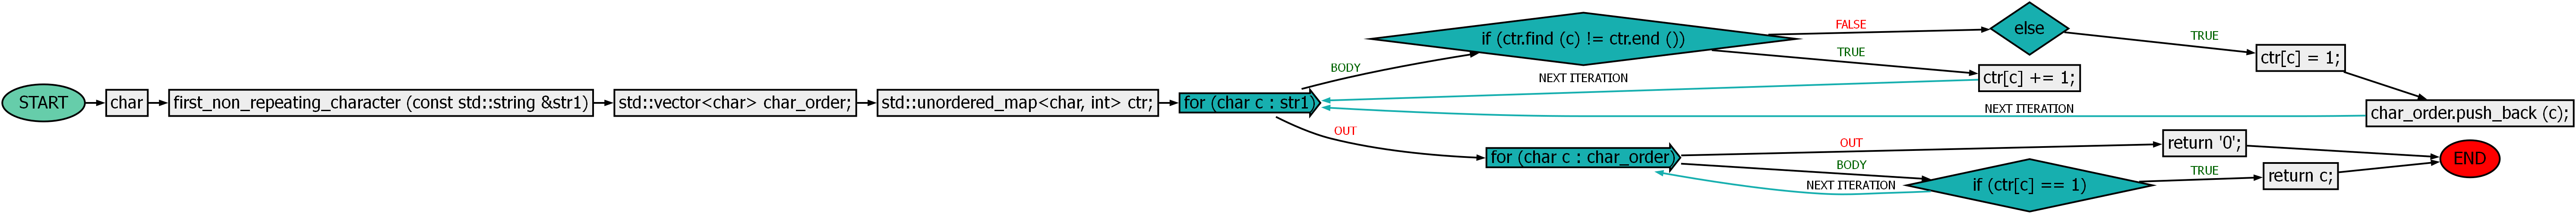 START
char
first_non_repeating_character (const std::string &str1)
std::vector<char> char_order;
std::unordered_map<char, int> ctr;
for (char c : str1)
BODY
if (ctr.find (c) != ctr.end ())
FALSE
else
TRUE
ctr[c] = 1;
TRUE
ctr[c] += 1;
NEXT ITERATION
char_order.push_back (c);
NEXT ITERATION
OUT
for (char c : char_order)
OUT
return '0';
BODY
if (ctr[c] == 1)
NEXT ITERATION
TRUE
return c;
END